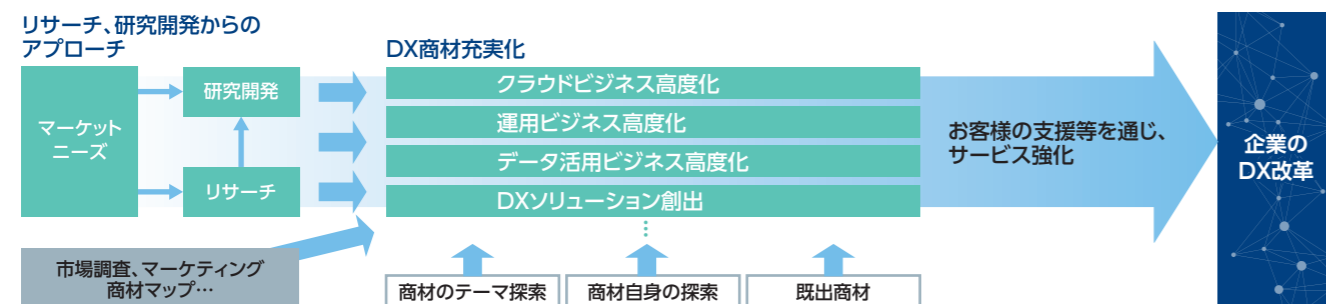 リサーチ、研究開発からの
アプローチ
DX商材充実化
マーケット
ニーズ
研究開発
リサーチ
クラウドビジネス高度化
運用ビジネス高度化
データ活用ビジネス高度化
DXソリューション創出
お客様の支援等を通じ、
サービス強化
企業の
DX改革
市場調査、マーケティング
商材マップ…
商材のテーマ探索
商材自身の探索
既出商材